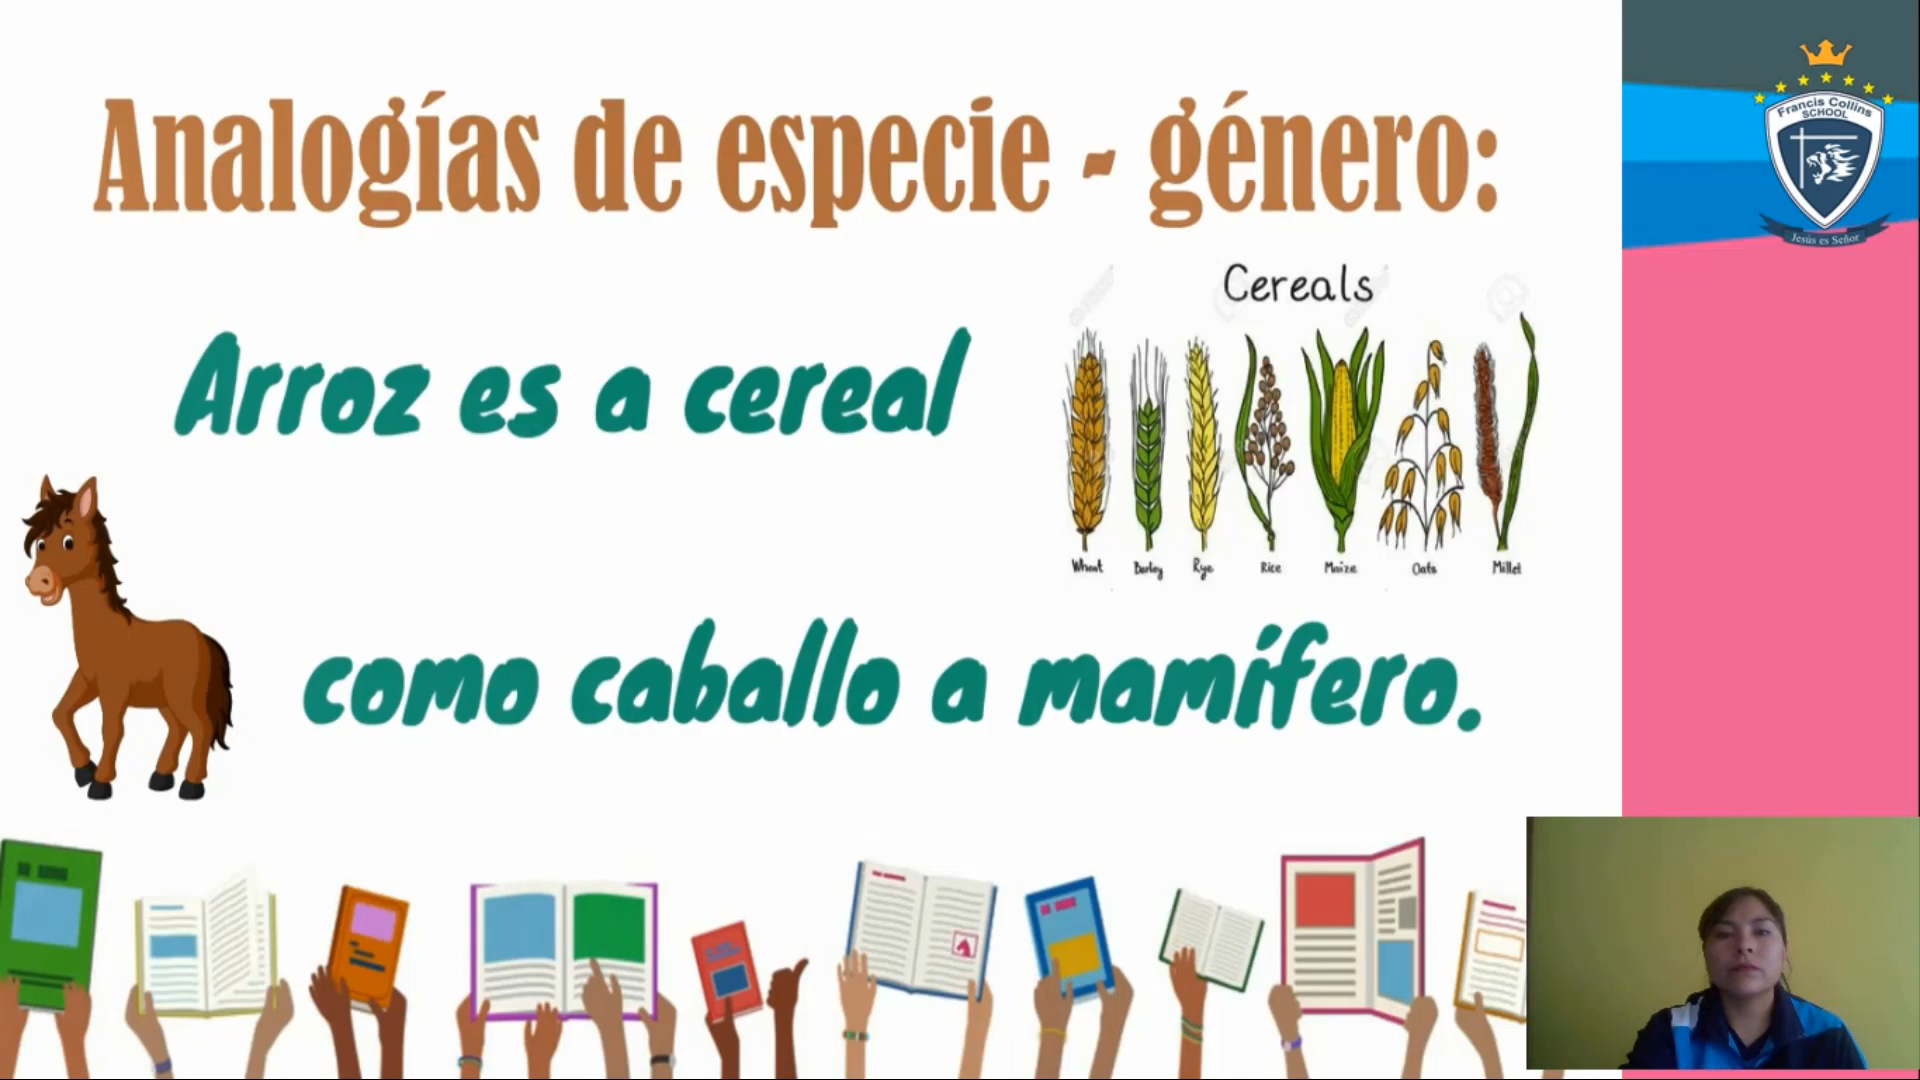 Analogías de especie - género:
Francis Collins
SCHOOL
Jesús es Señor
Cereals
Arroz es a cereal
Wheat Barley Rye Rice Maize Oats Millet
como caballo a mamífero.